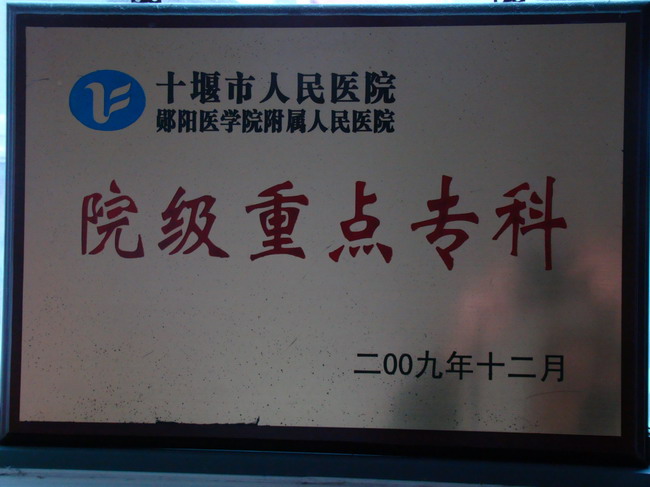 十堰市人民医院
郧阳医学院附属人民医院
院级重点专科
二00九年十二月